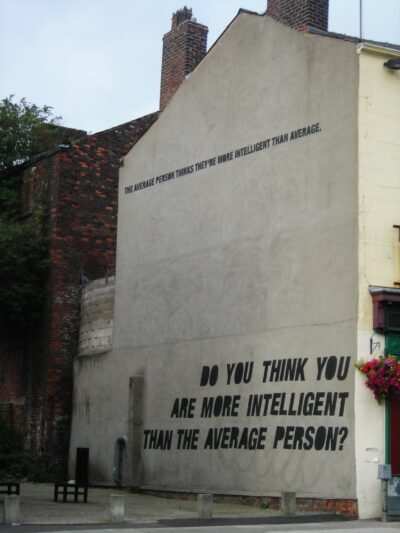 THE AVERAGE PERSON THINKS THEY'RE MORE INTELLIGENT THAN AVERAGE.
DO YOU THINK YOU
ARE MORE INTELLIGENT
THAN THE AVERAGE PERSON?